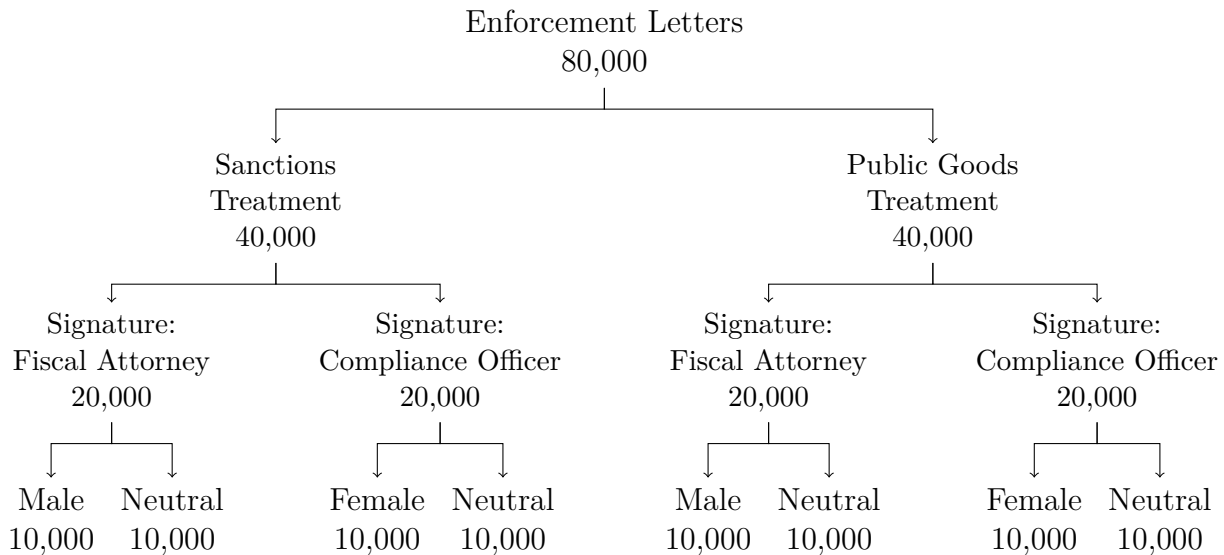 Enforcement Letters
80,000
Sanctions
Treatment
40,000
Public Goods
Treatment
40,000
Signature:
Fiscal Attorney
20,000
Signature:
Compliance Officer
20,000
Signature:
Fiscal Attorney
20,000
Signature:
Compliance Officer
20,000
Male
10,000
Neutral
10,000
Female
10,000
Neutral
10,000
Male
10,000
Neutral
10,000
Female
10,000
Neutral
10,000